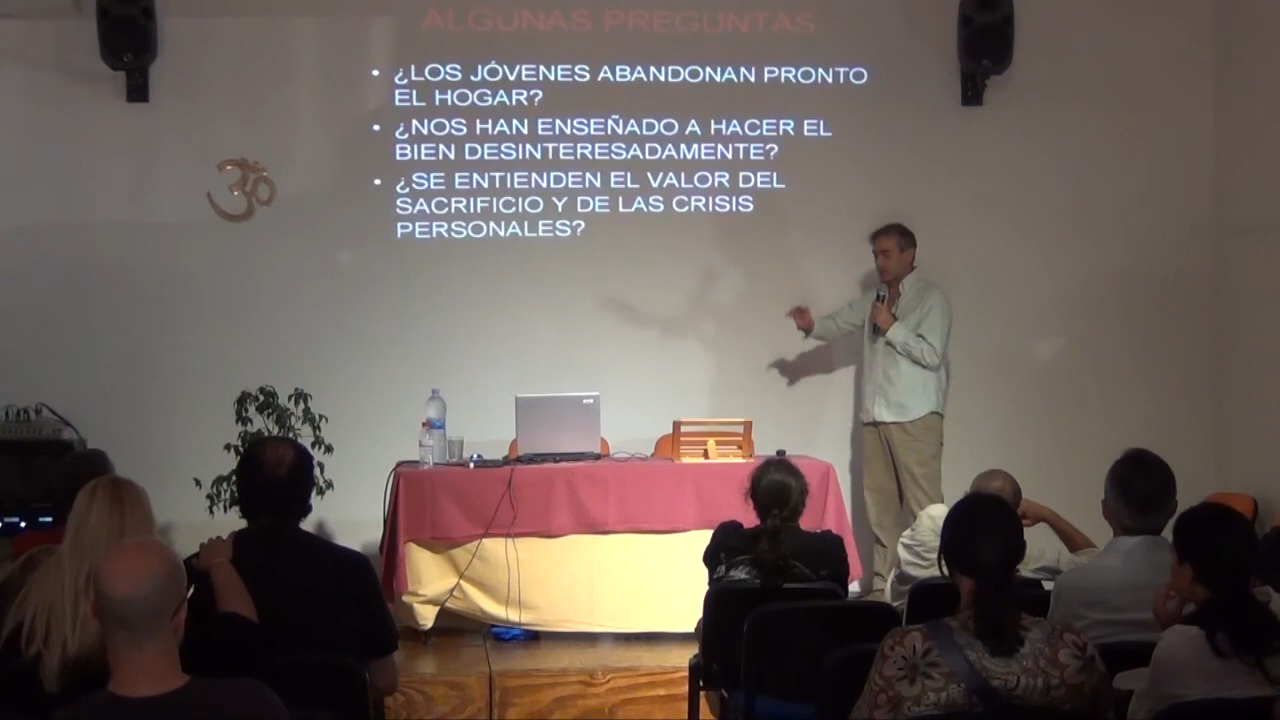 ALGUNAS PREGUNTAS
• ¿LOS JÓVENES ABANDONAN PRONTO
EL HOGAR?
• ¿NOS HAN ENSEÑADO A HACER EL
BIEN DESINTERESADAMENTE?
• ¿SE ENTIENDEN EL VALOR DEL
SACRIFICIO Y DE LAS CRISIS
PERSONALES?
ॐ